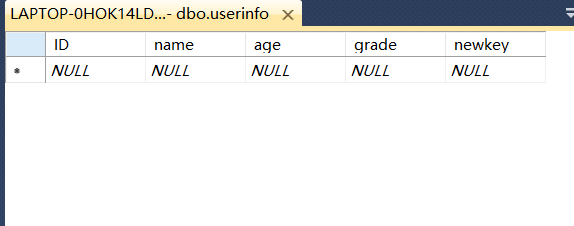 LAPTOP-0HOK14LD...- dbo.userinfo
ID name age grade newkey
NULL NULL NULL NULL NULL